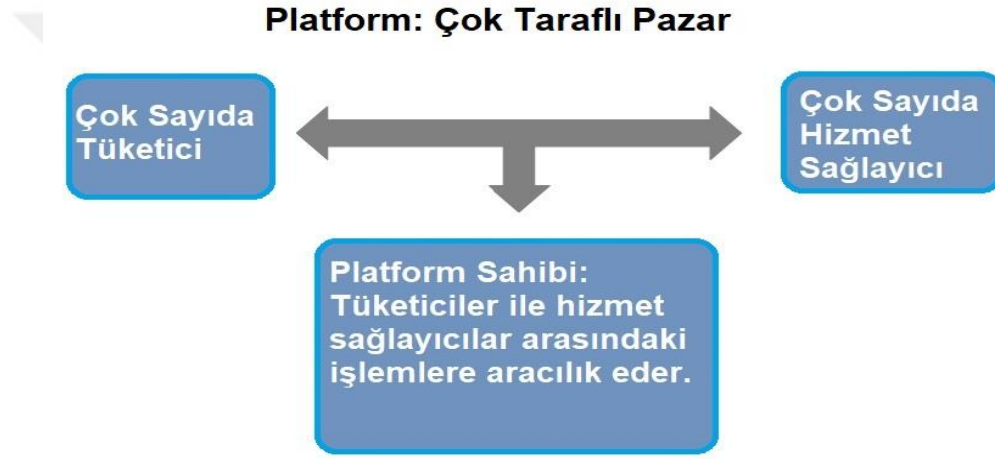 Platform: Çok Taraflı Pazar
Çok Sayıda
Tüketici
Çok Sayıda
Hizmet
Sağlayıcı
Platform Sahibi:
Tüketiciler ile hizmet
sağlayıcılar arasındaki
işlemlere aracılık eder.